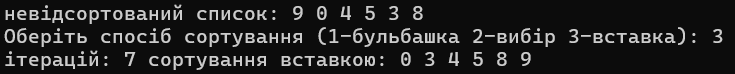 невідсортований список: 9 0 4 5 3 8
Оберіть спосіб сортування (1-бульбашка 2-вибір 3-вставка): 3
ітерацій: 7 сортування вставкою: 0 3 4 5 8 9